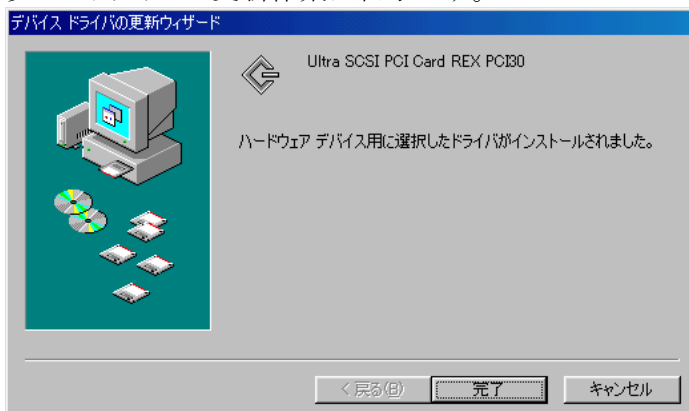 デバイス ドライバの更新ウィザード
Ultra SCSI PCI Card REX PCI30
ハードウェア デバイス用に選択したドライバがインストールされました。
< 戻る(B)
完了
キャンセル